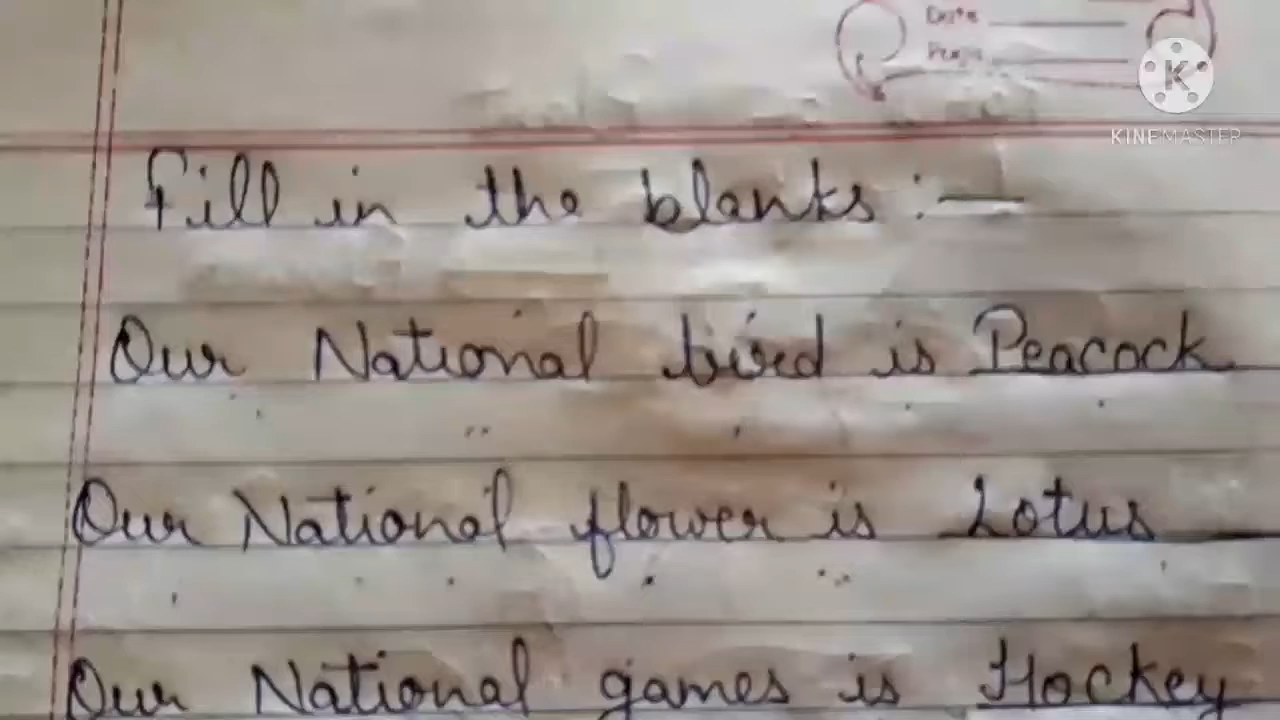 Date
Page
KINEMASTER
Fill in the blanks :—
Our National bird is Peacock
Our National flower is Lotus
Our National games is Hockey